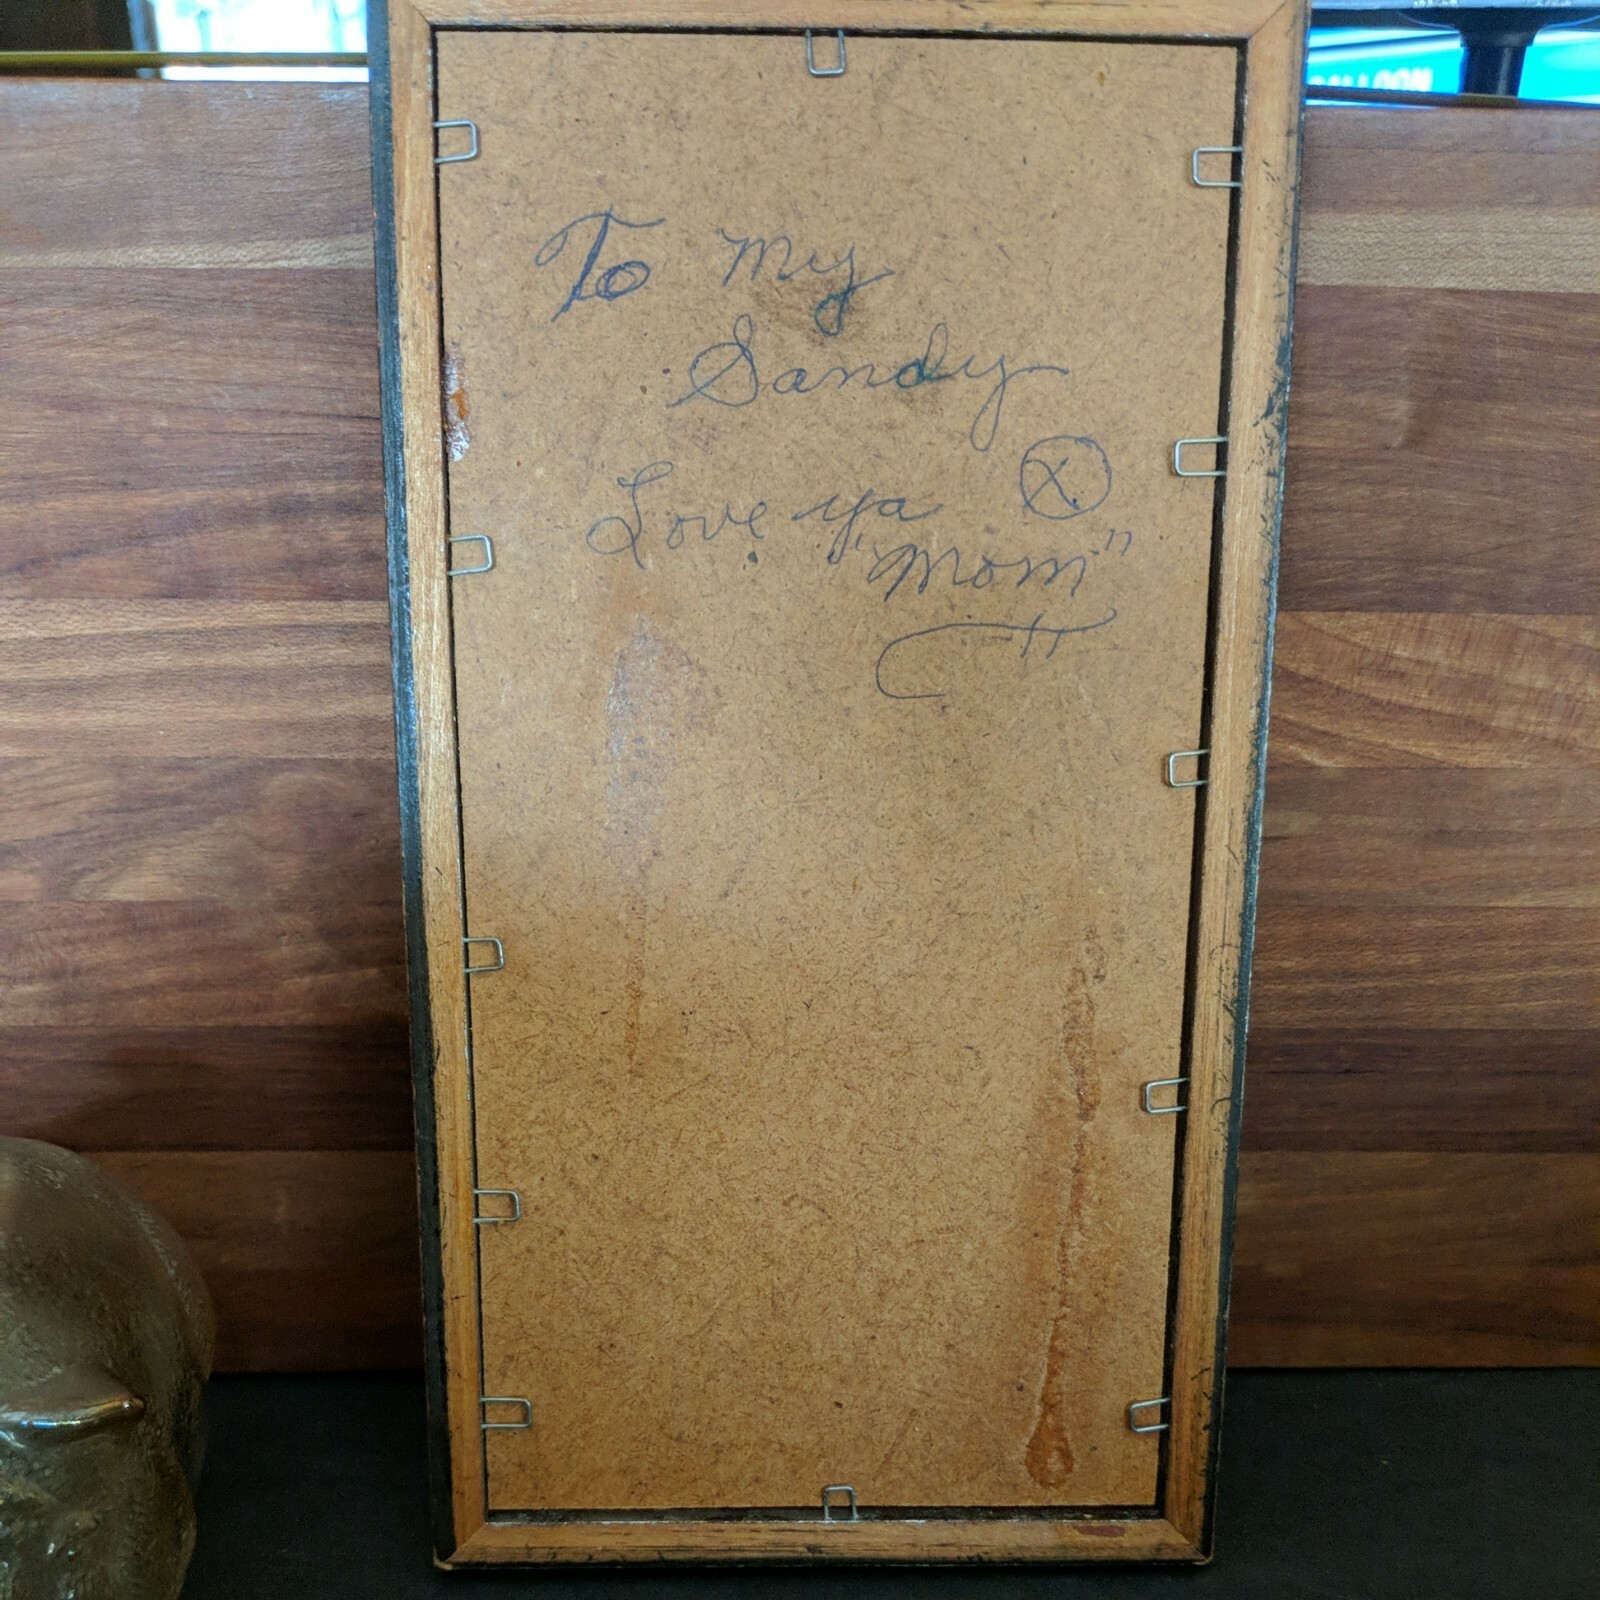 To My
Sandy
Love ya Ⓧ
"Mom"